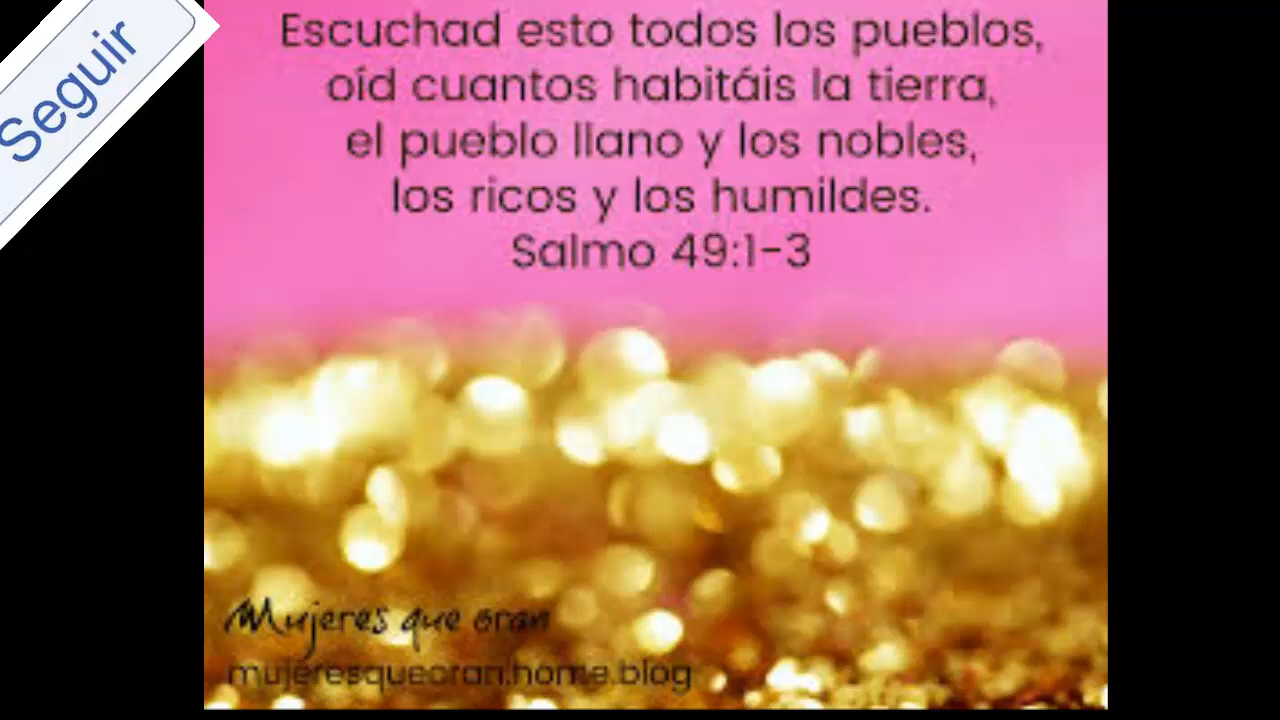 Seguir
Escuchad esto todos los pueblos,
oíd cuantos habitáis la tierra,
el pueblo llano y los nobles,
los ricos y los humildes.
Salmo 49:1-3
Mujeres que oran
mujeresqueoran.home.blog